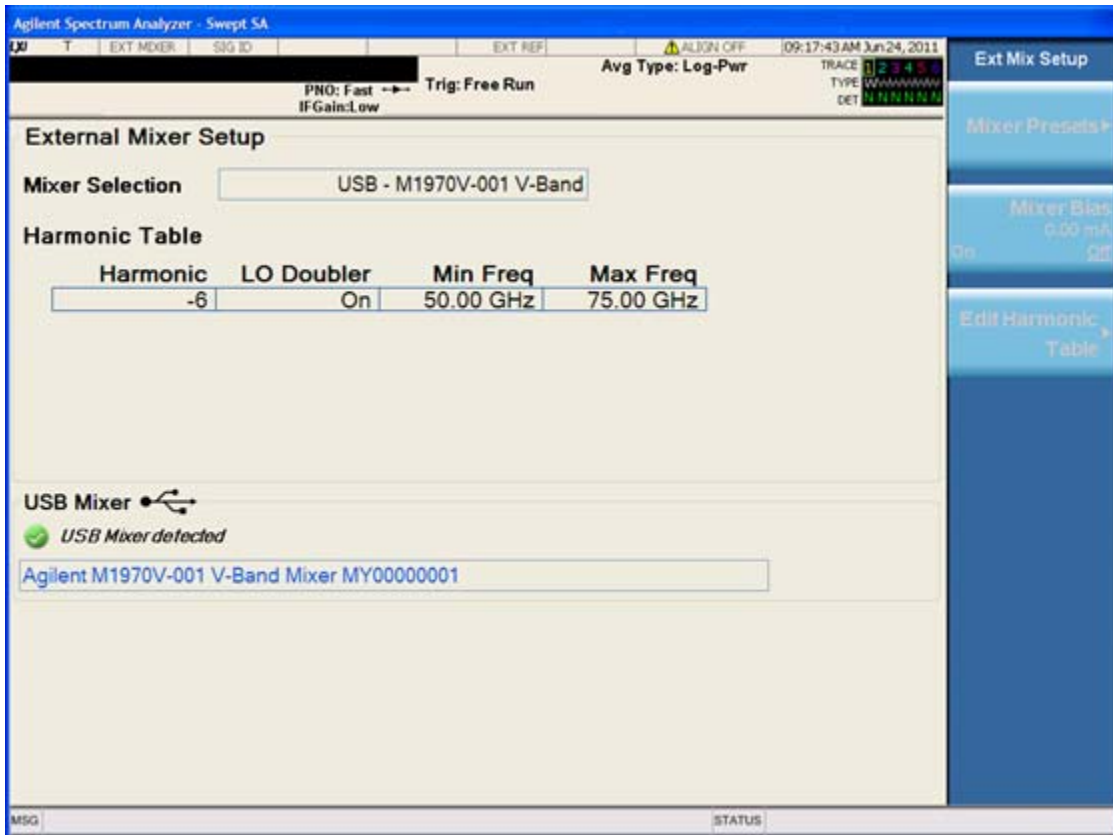 Agilent Spectrum Analyzer - Swept SA
LXI T EXT MIXER SIG ID EXT REF ALIGN OFF 09:17:43 AM Jun 24, 2011
PNO: Fast Trig: Free Run Avg Type: Log-Pwr TRACE 1 2 3 4 5 6
IFGain:Low TYPE WWWWWW
DET N N N N N N
Ext Mix Setup
External Mixer Setup
Mixer Selection USB - M1970V-001 V-Band
Harmonic Table
Harmonic LO Doubler Min Freq Max Freq
-6 On 50.00 GHz 75.00 GHz
USB Mixer
USB Mixer detected
Agilent M1970V-001 V-Band Mixer MY00000001
Mixer Presets
Mixer Bias
0.00 mA
On Off
Edit Harmonic
Table
MSG STATUS